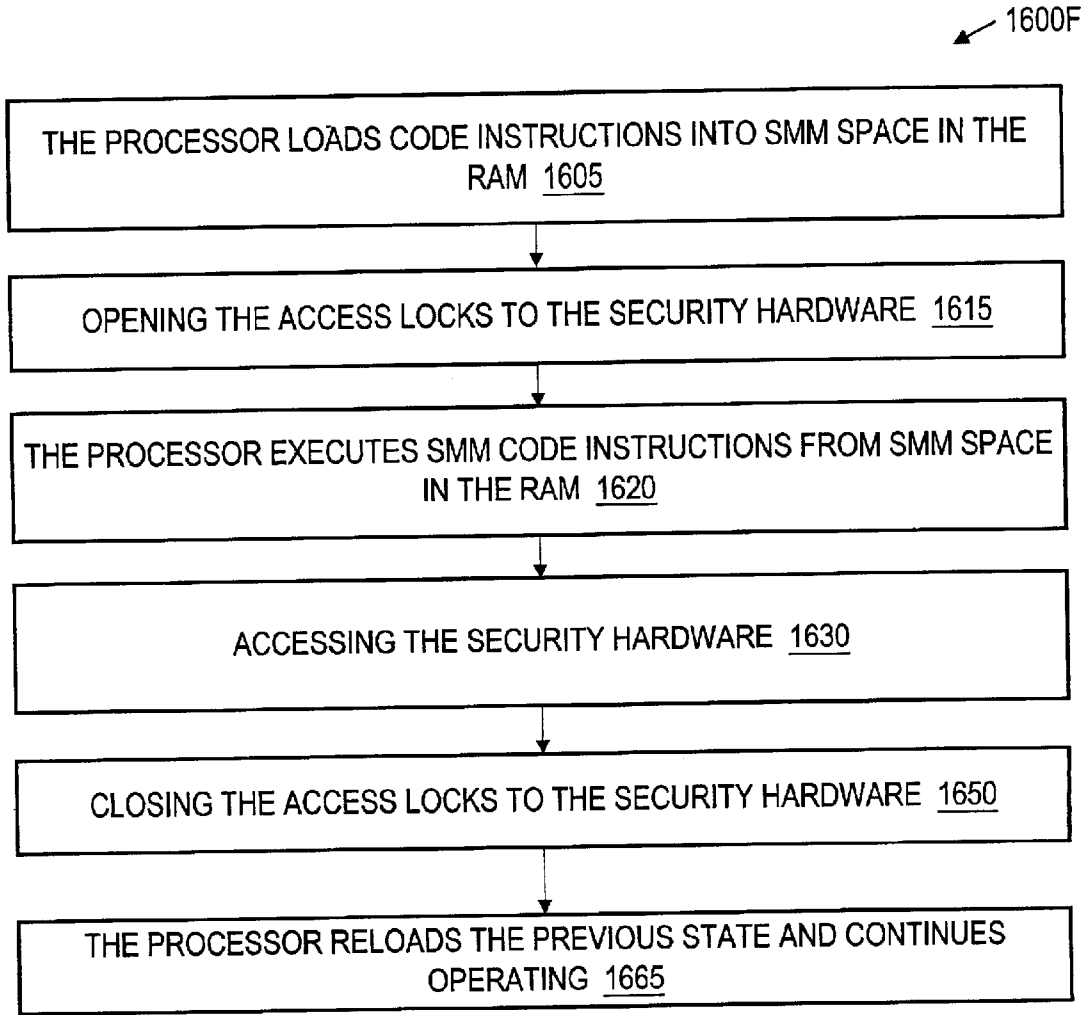 1600F
THE PROCESSOR LOADS CODE INSTRUCTIONS INTO SMM SPACE IN THE
RAM 1605
OPENING THE ACCESS LOCKS TO THE SECURITY HARDWARE 1615
THE PROCESSOR EXECUTES SMM CODE INSTRUCTIONS FROM SMM SPACE
IN THE RAM 1620
ACCESSING THE SECURITY HARDWARE 1630
CLOSING THE ACCESS LOCKS TO THE SECURITY HARDWARE 1650
THE PROCESSOR RELOADS THE PREVIOUS STATE AND CONTINUES
OPERATING 1665